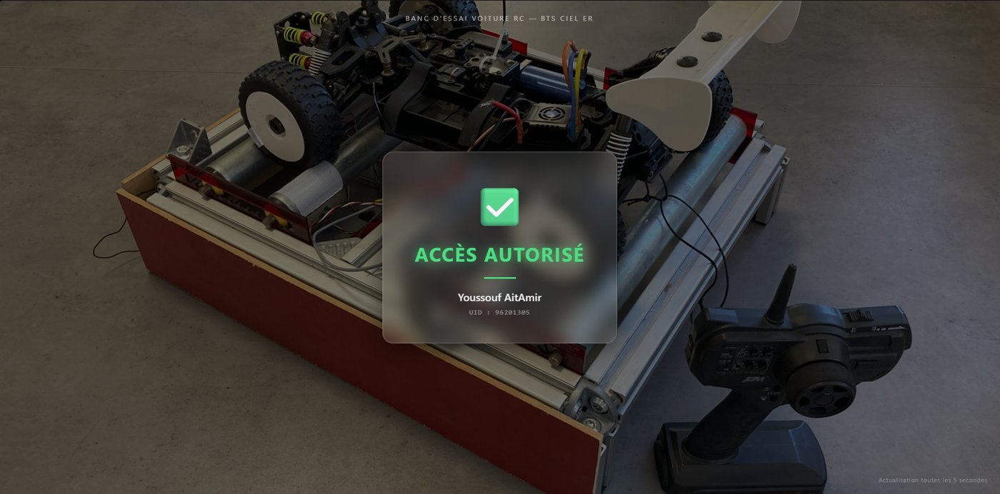 BANC D'ESSAI VOITURE RC — BTS CIEL ER
ACCÈS AUTORISÉ
Youssouf AitAmir
UID : 96201305
Actualisation toutes les 5 secondes